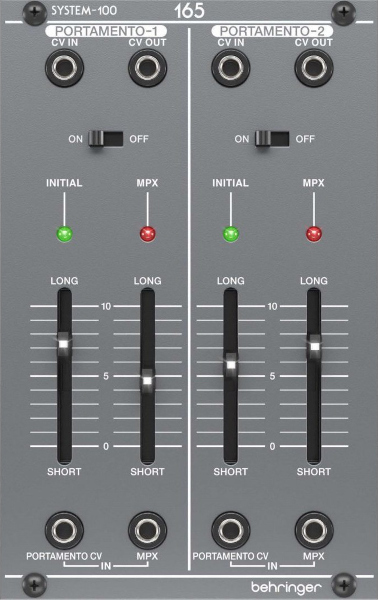 SYSTEM-100 165
PORTAMENTO-1 PORTAMENTO-2
CV IN CV OUT CV IN CV OUT
ON OFF ON OFF
INITIAL MPX INITIAL MPX
LONG LONG LONG LONG
10 10
5 5
0 0
SHORT SHORT SHORT SHORT
PORTAMENTO CV MPX PORTAMENTO CV MPX
IN IN
behringer